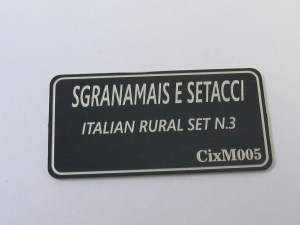 SGRANAMAIS E SETACCI
ITALIAN RURAL SET N.3
CixM005